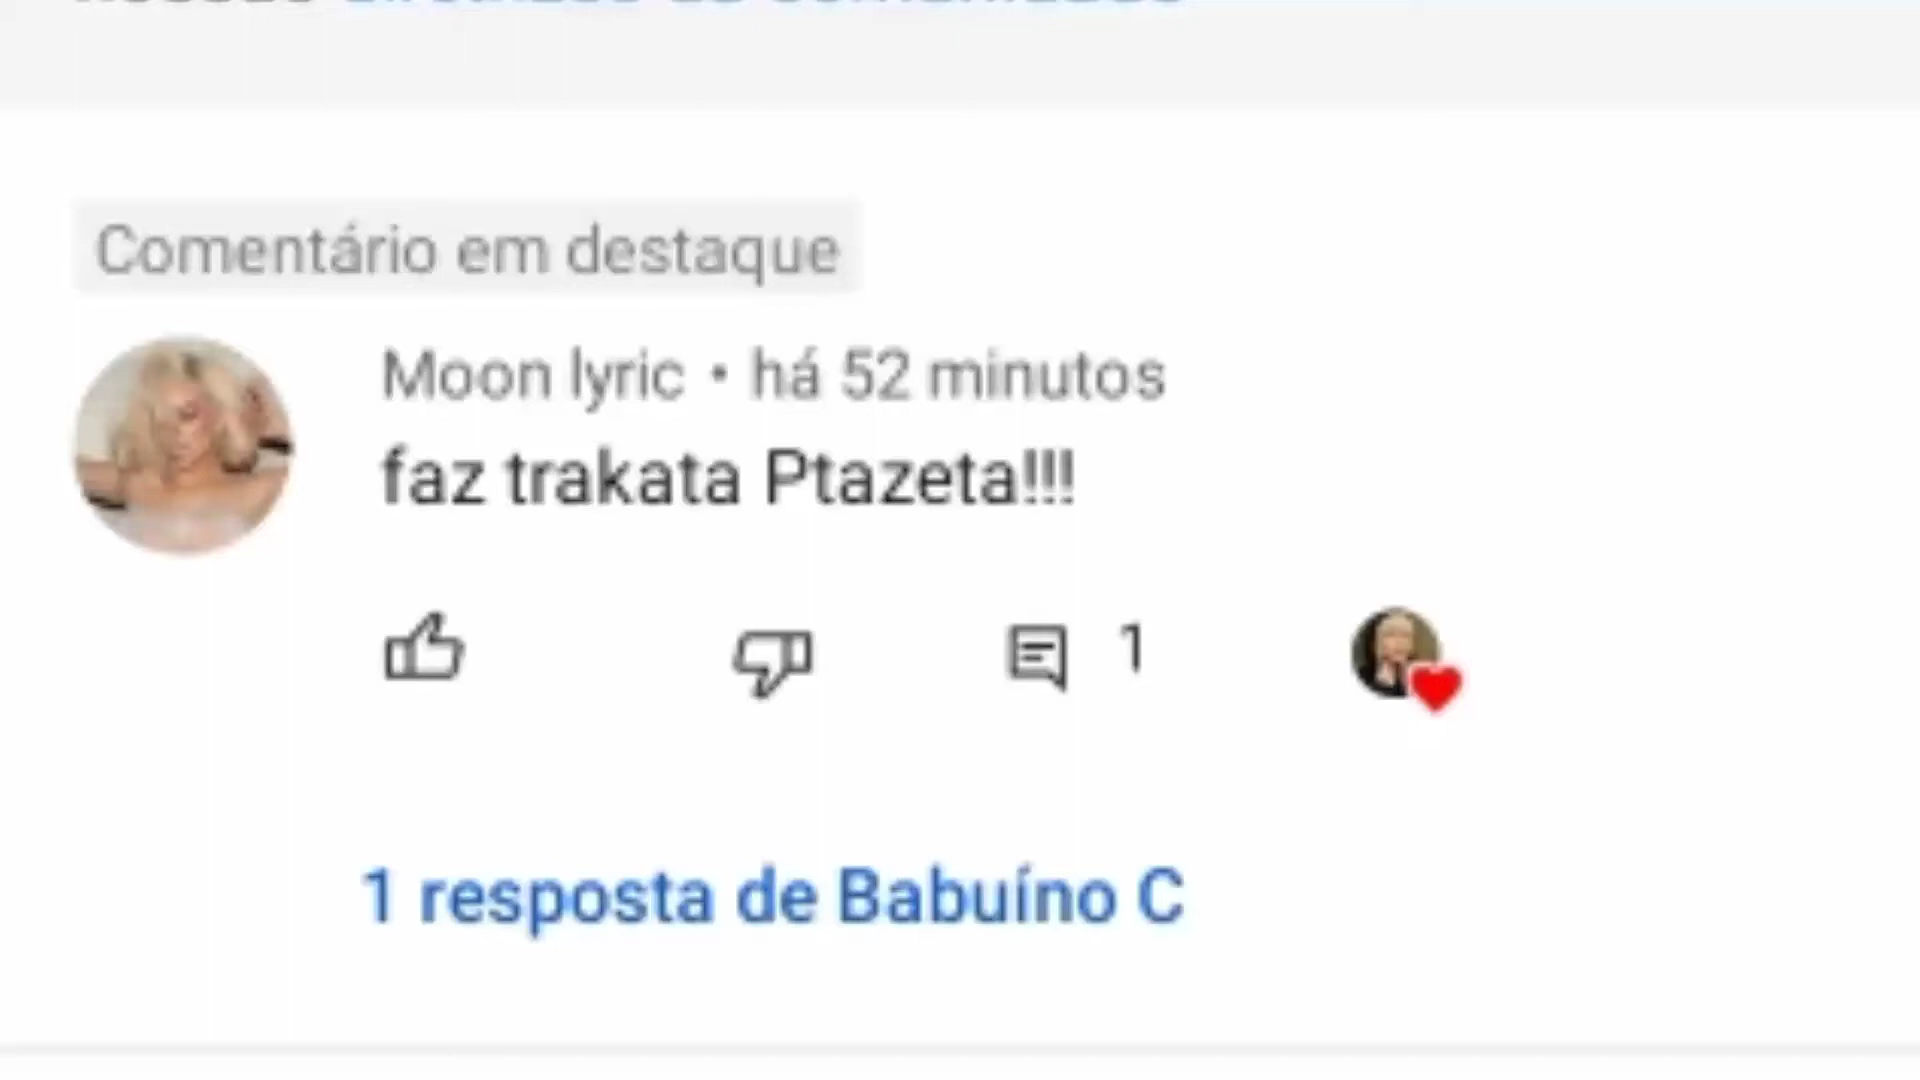 Comentário em destaque
Moon lyric • há 52 minutos
faz trakata Ptazeta!!!
1
1 resposta de Babuíno C